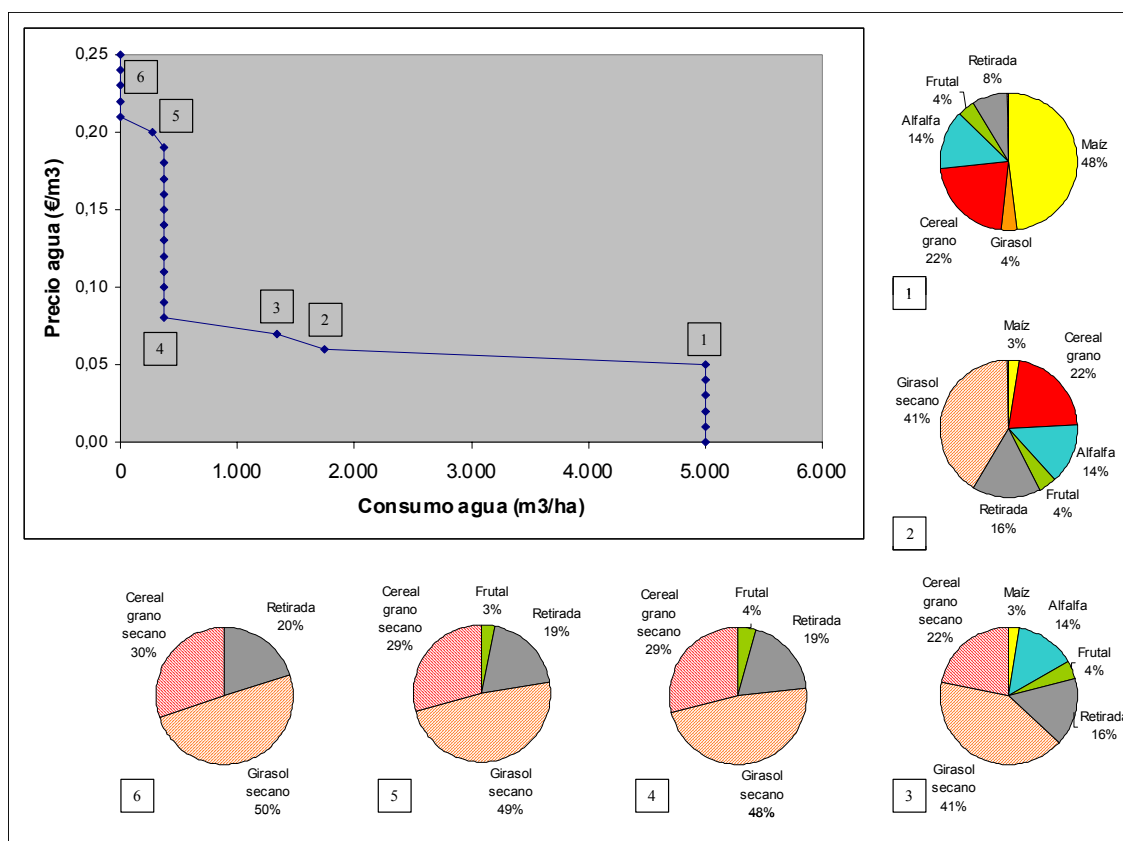 0,25
0,20
0,15
0,10
0,05
0,00
Precio agua (€/m3)
0
1.000
2.000
3.000
4.000
5.000
6.000
Consumo agua (m3/ha)
6
5
4
3
2
1
Retirada
8%
Frutal
4%
Alfalfa
14%
Maíz
48%
Cereal
grano
22%
Girasol
4%
1
Maíz
3%
Cereal
grano
22%
Girasol
secano
41%
Alfalfa
14%
Frutal
4%
Retirada
16%
2
Cereal
grano
secano
30%
Retirada
20%
Girasol
secano
50%
6
Cereal
grano
secano
29%
Frutal
3%
Retirada
19%
Girasol
secano
49%
5
Cereal
grano
secano
29%
Frutal
4%
Retirada
19%
Girasol
secano
48%
4
Cereal
grano
secano
22%
Maíz
3%
Alfalfa
14%
Frutal
4%
Retirada
16%
Girasol
secano
41%
3